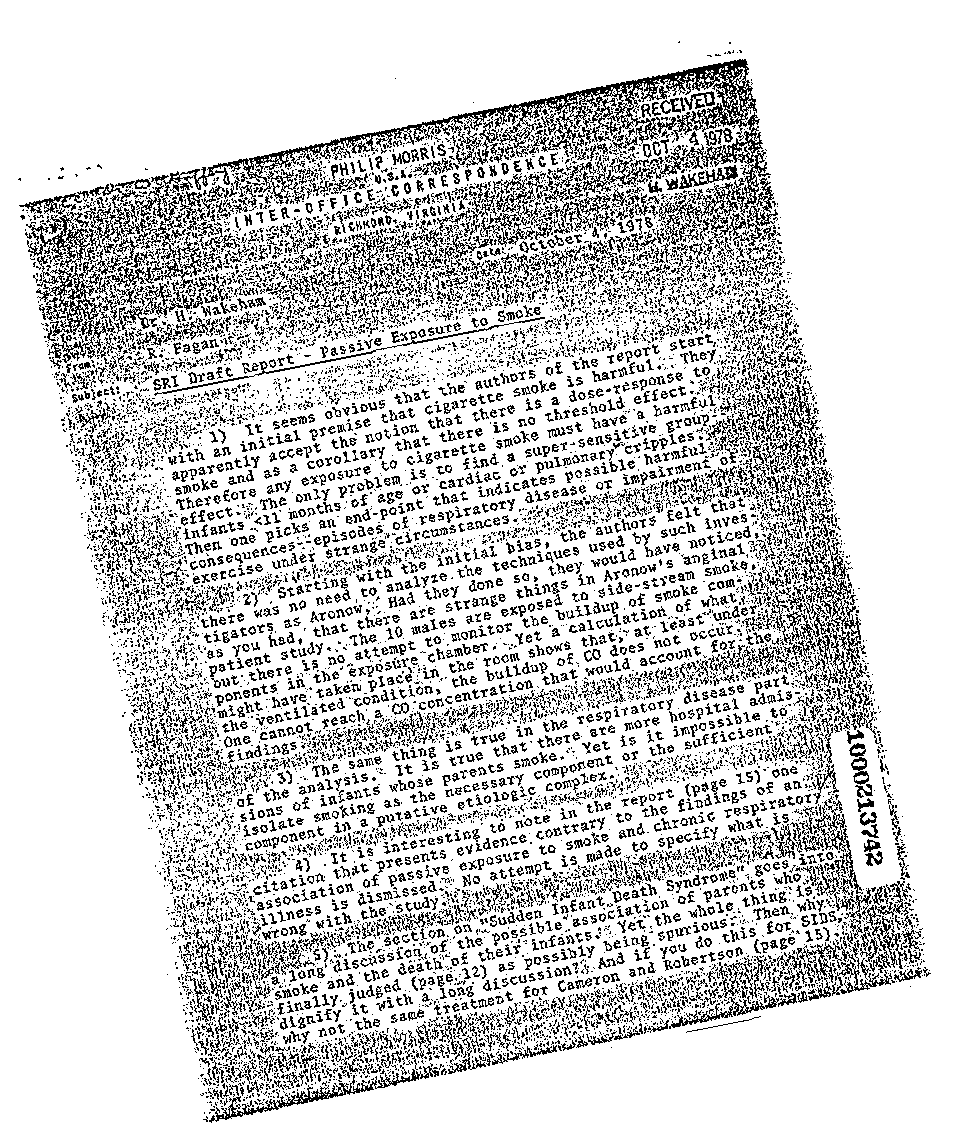 RECEIVED
OCT - 4 1978
H. WAKEHAM
PHILIP MORRIS
U.S.A.
INTER-OFFICE CORRESPONDENCE
RICHMOND, VIRGINIA
Date: October 4, 1978
Dr. H. Wakeham
From: R. Fagan
Subject: SRI Draft Report - Passive Exposure to Smoke
1) It seems obvious that the authors of the report start
with an initial premise that cigarette smoke is harmful. They
apparently accept the notion that there is a dose-response to
smoke and as a corollary that there is no threshold effect.
Therefore any exposure to cigarette smoke must have a harmful
effect. The only problem is to find a super-sensitive group--
infants <11 months of age or cardiac or pulmonary cripples.
Then one picks an end-point that indicates possible harmful
consequences--episodes of respiratory disease or impairment of
exercise under strange circumstances.
2) Starting with the initial bias, the authors felt that
there was no need to analyze the techniques used by such inves-
tigators as Aronow. Had they done so, they would have noticed,
as you had, that there are strange things in Aronow's anginal
patient study. The 10 males are exposed to side-stream smoke,
but there is no attempt to monitor the buildup of smoke com-
ponents in the exposure chamber. Yet a calculation of what
might have taken place in the room shows that, at least under
the ventilated condition, the buildup of CO does not occur.
One cannot reach a CO concentration that would account for the
findings.
3) The same thing is true in the respiratory disease part
of the analysis. It is true that there are more hospital admis-
sions of infants whose parents smoke. Yet is it impossible to
isolate smoking as the necessary component or the sufficient
component in a putative etiologic complex.
4) It is interesting to note in the report (page 15) one
citation that presents evidence contrary to the findings of an
association of passive exposure to smoke and chronic respiratory
illness is dismissed. No attempt is made to specify what is
wrong with the study.
5) The section on "Sudden Infant Death Syndrome" goes into
a long discussion of the possible association of parents who
smoke and the death of their infants. Yet the whole thing is
finally judged (page 12) as possibly being spurious. Then why
dignify it with a long discussion? And if you do this for SIDS,
why not the same treatment for Cameron and Robertson (page 15)
1000213742